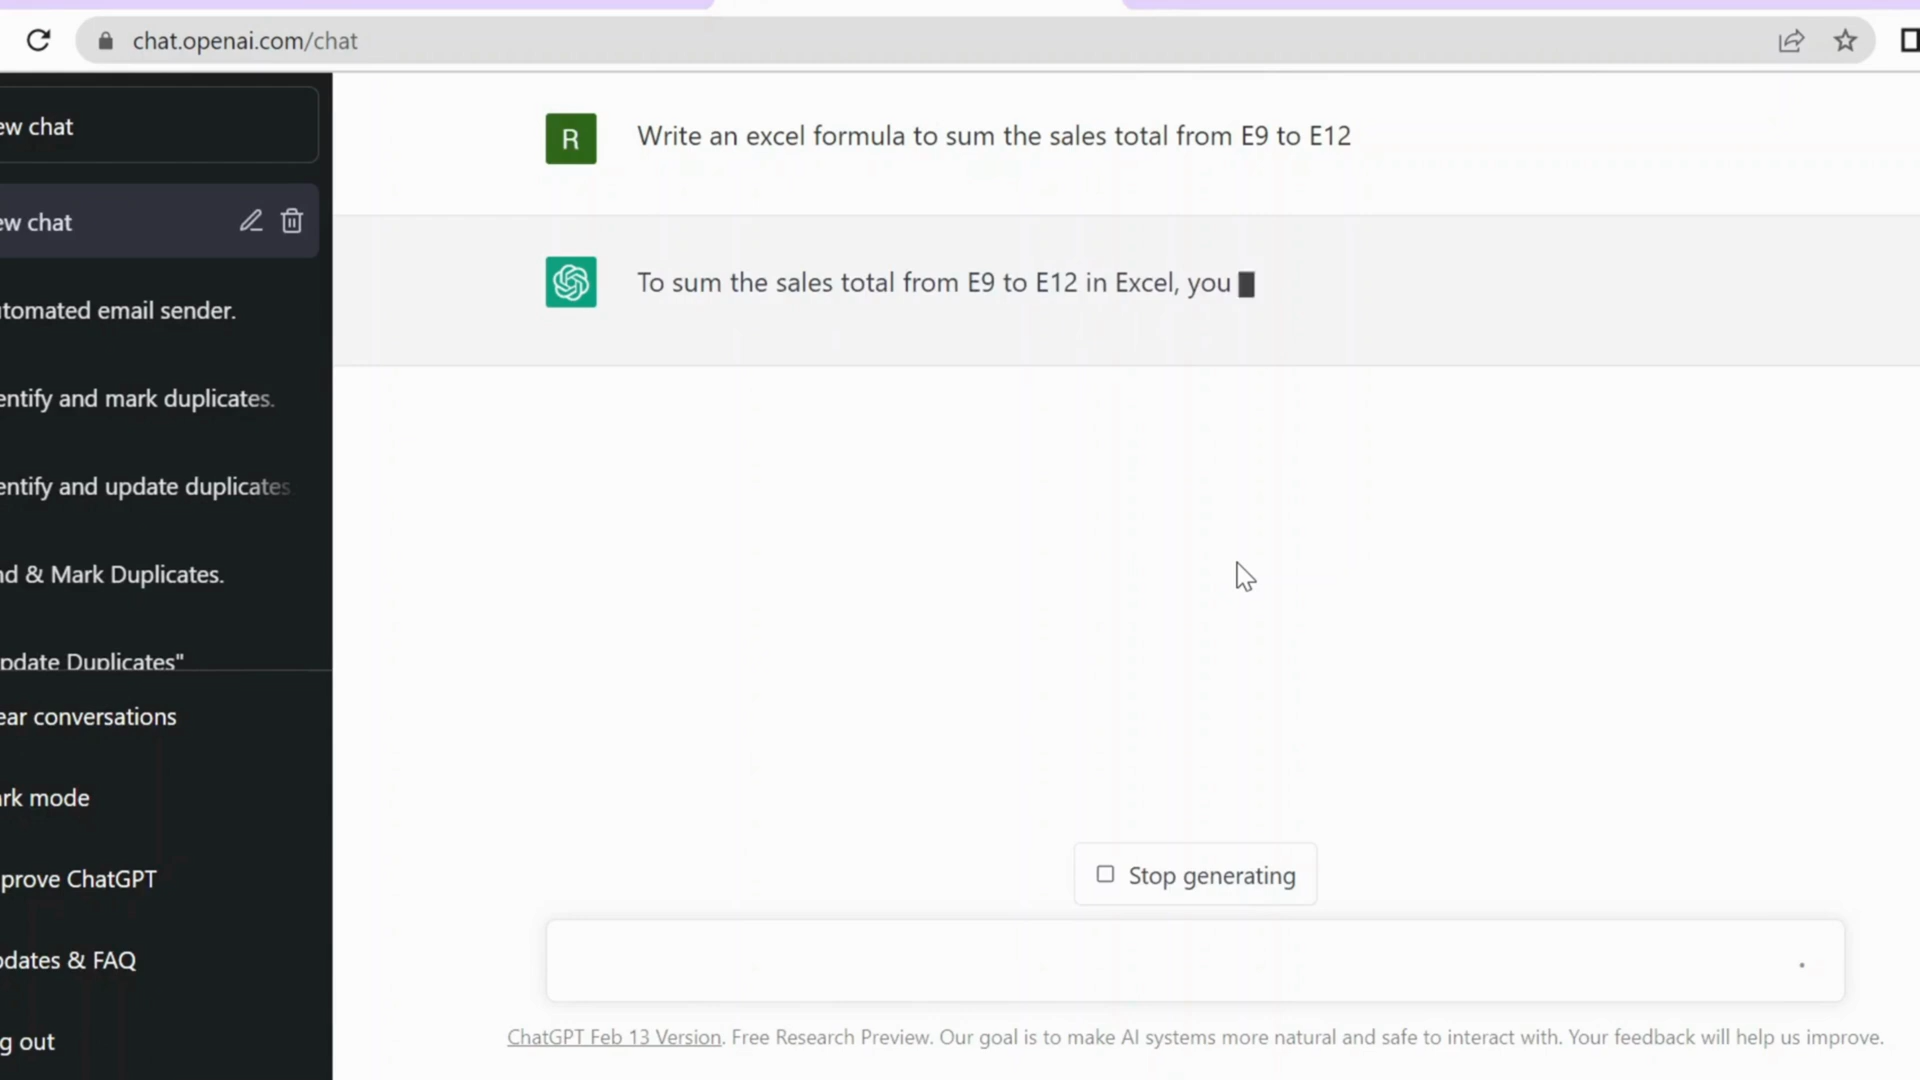 chat.openai.com/chat
ew chat
R
Write an excel formula to sum the sales total from E9 to E12
ew chat
To sum the sales total from E9 to E12 in Excel, you
tomated email sender.
entify and mark duplicates.
entify and update duplicates
nd & Mark Duplicates.
pdate Duplicates"
ear conversations
ark mode
prove ChatGPT
Stop generating
pdates & FAQ
g out
ChatGPT Feb 13 Version. Free Research Preview. Our goal is to make AI systems more natural and safe to interact with. Your feedback will help us improve.